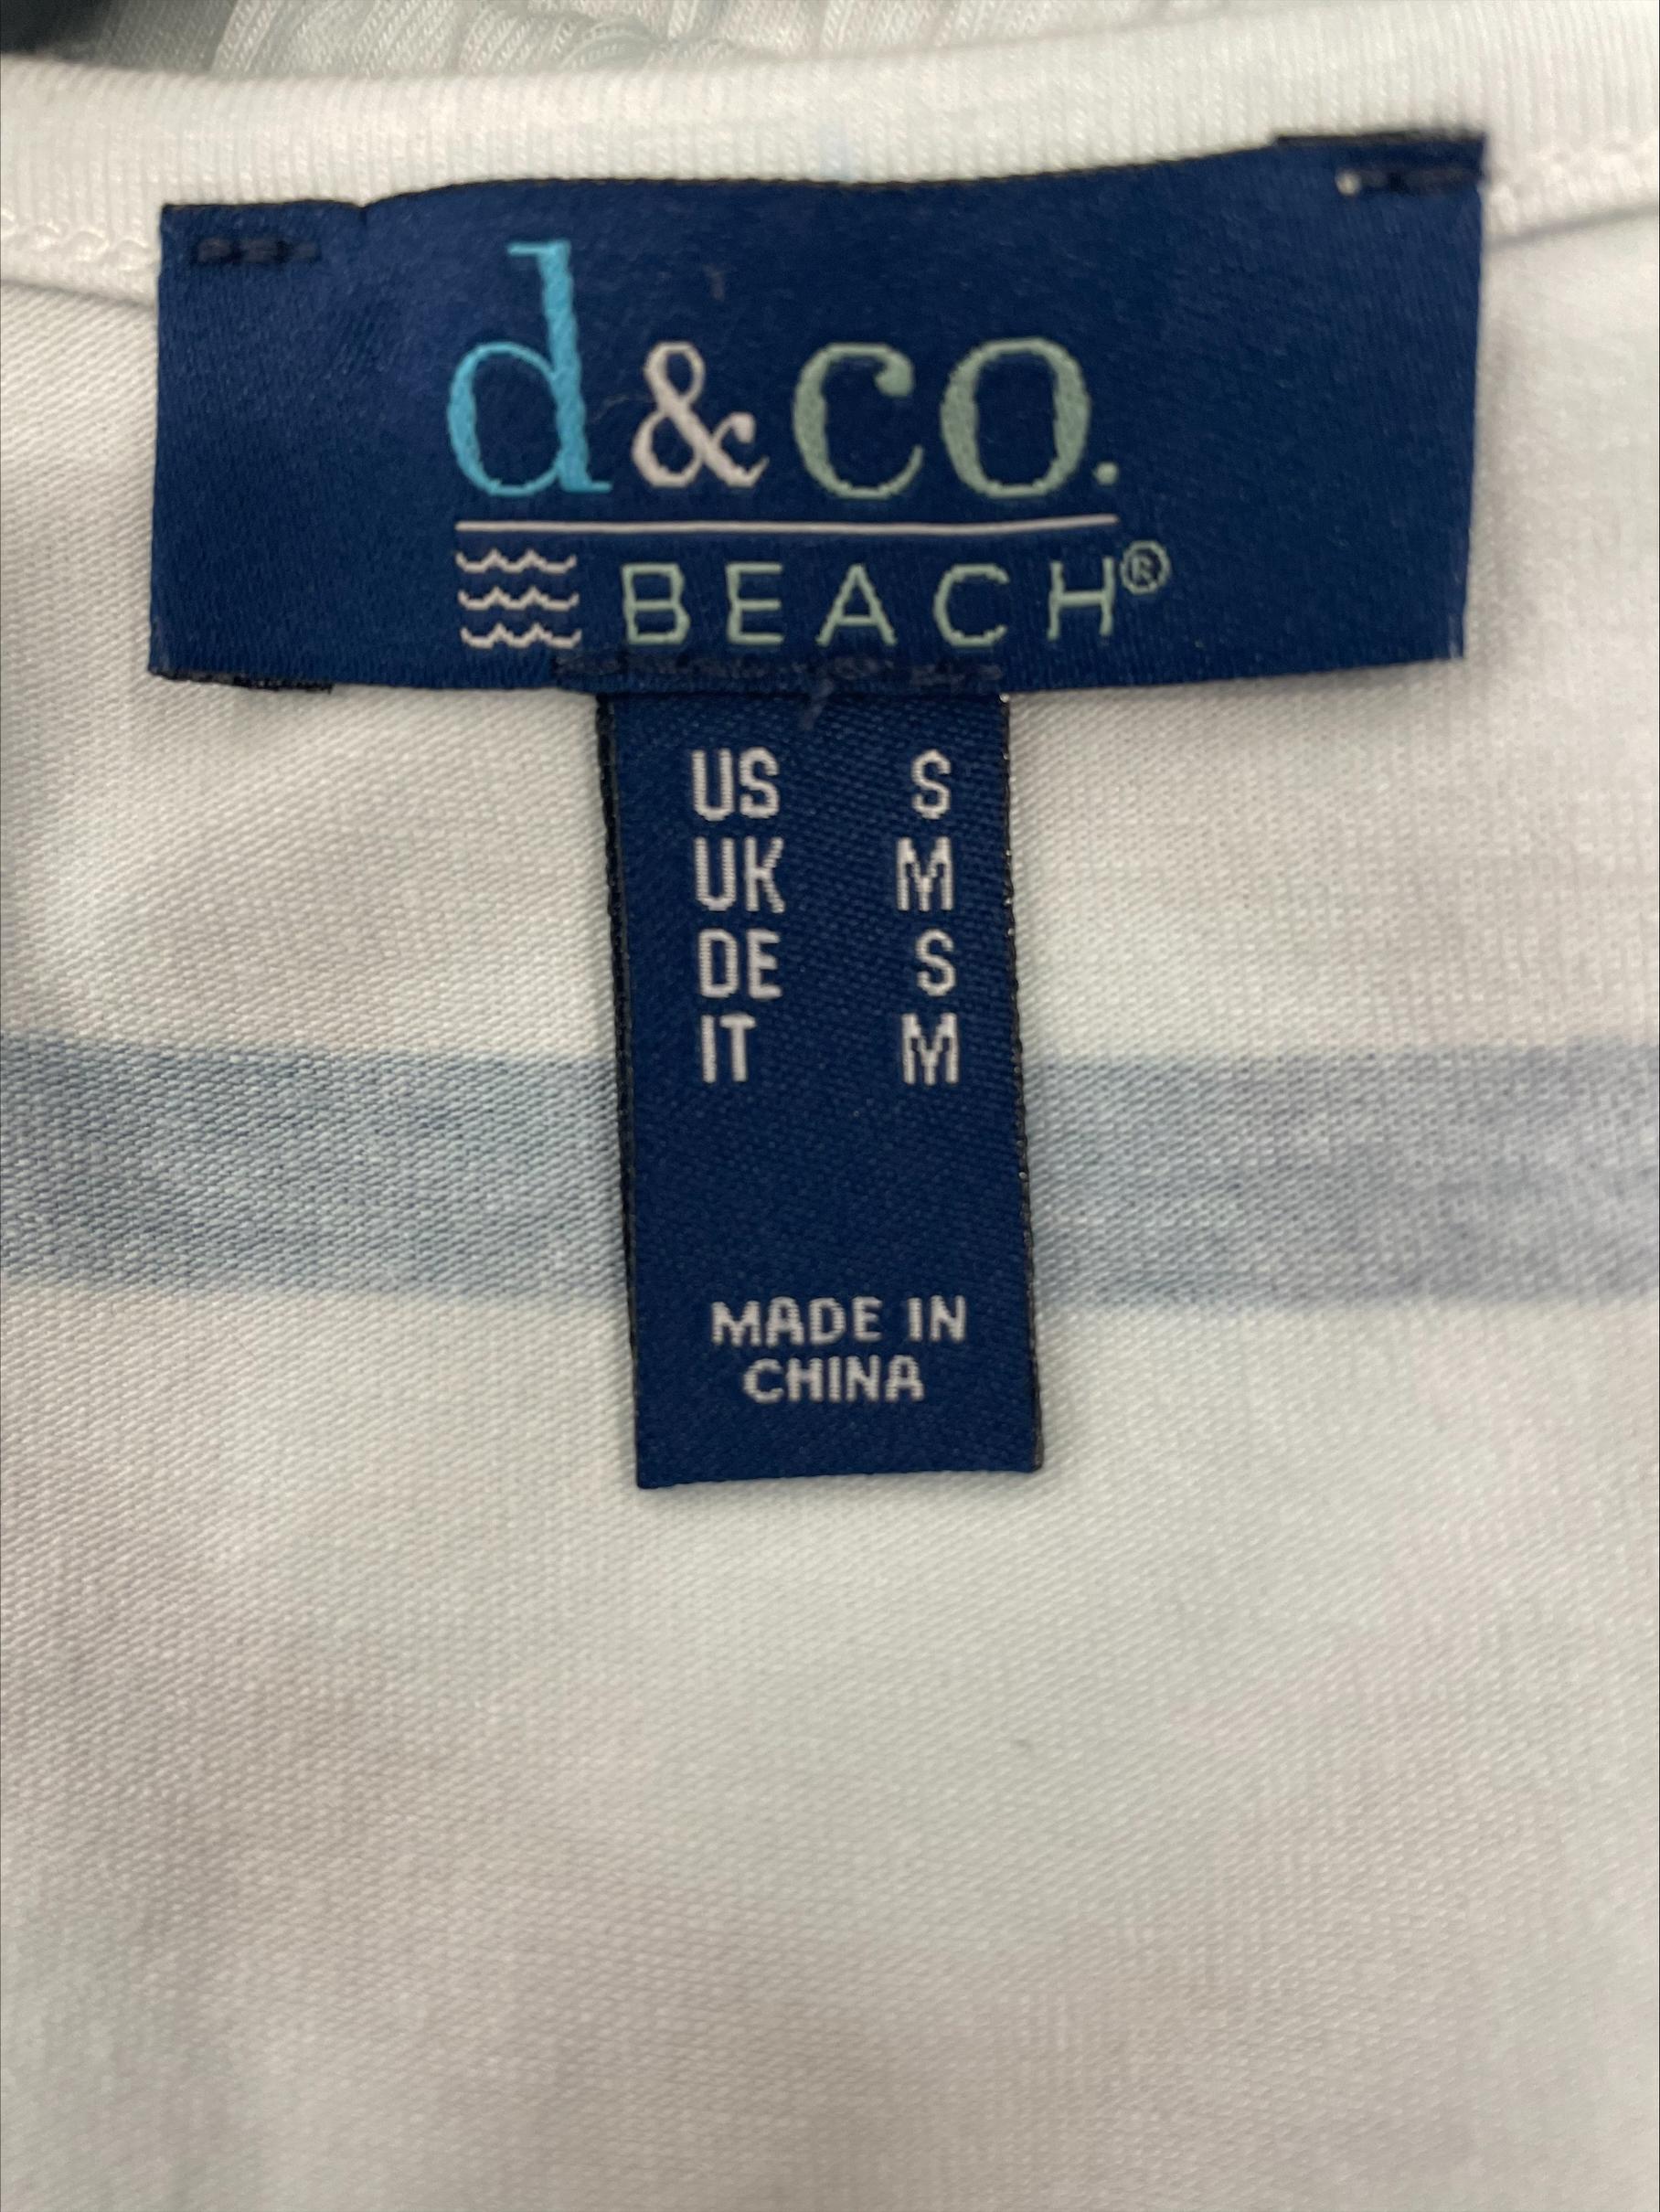 d&co.
BEACH®
US S
UK M
DE S
IT M
MADE IN
CHINA